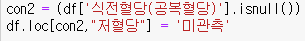 con2 = (df['식전혈당(공복혈당)'].isnull())
df.loc[con2,"저혈당"] = '미관측'